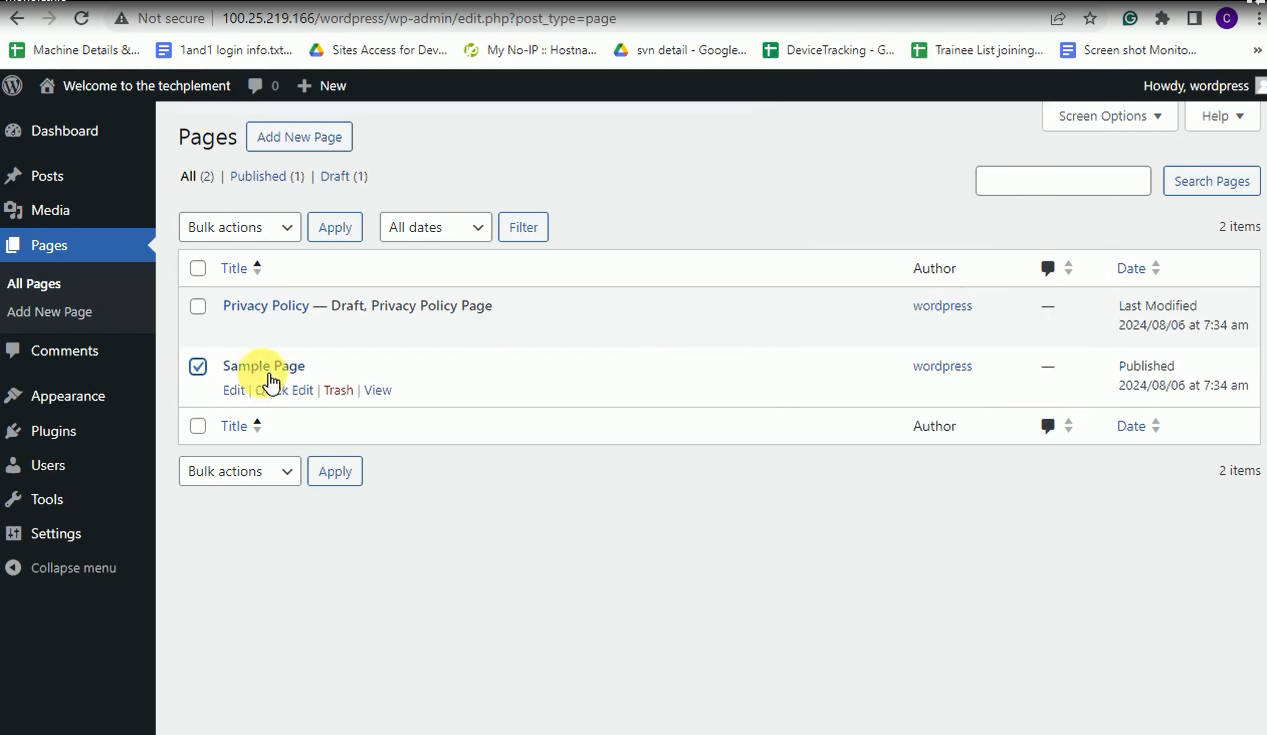 Not secure | 100.25.219.166/wordpress/wp-admin/edit.php?post_type=page C
Machine Details &... 1and1 login info.txt... Sites Access for Dev... My No-IP :: Hostna... svn detail - Google... DeviceTracking - G... Trainee List joining... Screen shot Monito... »
Welcome to the techplement 0 + New Howdy, wordpress
Screen Options Help
Dashboard
Posts
Media
Pages
All Pages
Add New Page
Comments
Appearance
Plugins
Users
Tools
Settings
Collapse menu
Pages Add New Page
All (2) | Published (1) | Draft (1)
Search Pages
Bulk actions Apply All dates Filter 2 items
Title Author Date
Privacy Policy — Draft, Privacy Policy Page wordpress — Last Modified
2024/08/06 at 7:34 am
Sample Page wordpress — Published
Edit | Edit | Trash | View 2024/08/06 at 7:34 am
Title Author Date
Bulk actions Apply 2 items